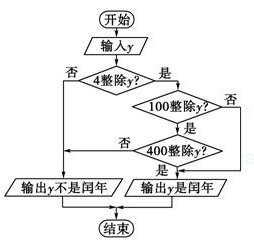 开始
输入y
4整除y?
否
是
100整除y?
否
是
否
400整除y?
是
输出y不是闰年
输出y是闰年
结束